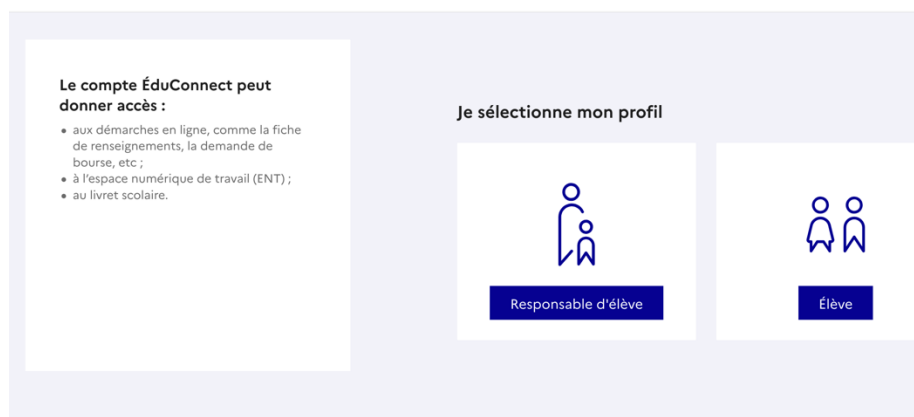 Le compte ÉduConnect peut
donner accès :
• aux démarches en ligne, comme la fiche
de renseignements, la demande de
bourse, etc ;
• à l'espace numérique de travail (ENT) ;
• au livret scolaire.
Je sélectionne mon profil
Responsable d'élève
Élève